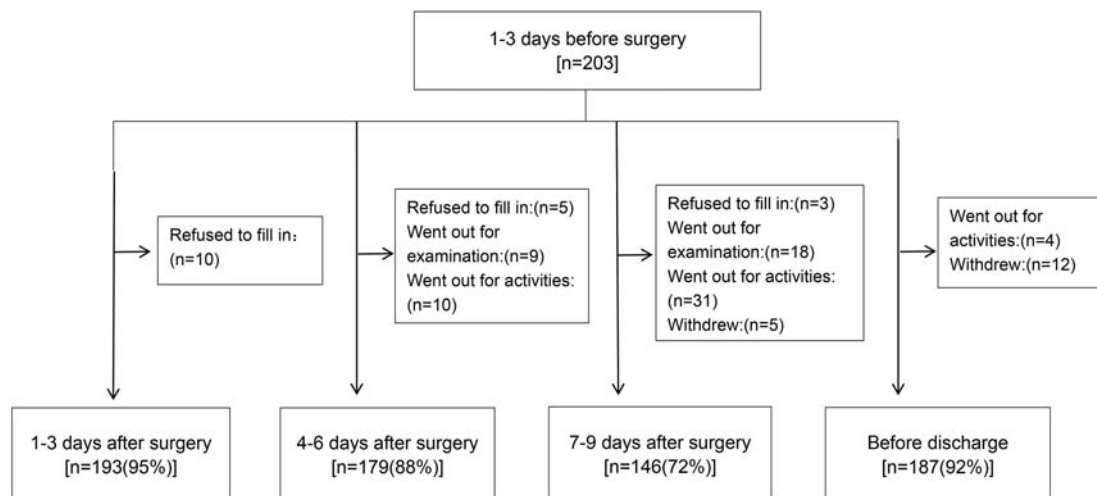 1-3 days before surgery
[n=203]
Refused to fill in：
(n=10)
Refused to fill in:(n=5)
Went out for
examination:(n=9)
Went out for activities:
(n=10)
Refused to fill in:(n=3)
Went out for
examination:(n=18)
Went out for activities:
(n=31)
Withdrew:(n=5)
Went out for
activities:(n=4)
Withdrew:(n=12)
1-3 days after surgery
[n=193(95%)]
4-6 days after surgery
[n=179(88%)]
7-9 days after surgery
[n=146(72%)]
Before discharge
[n=187(92%)]